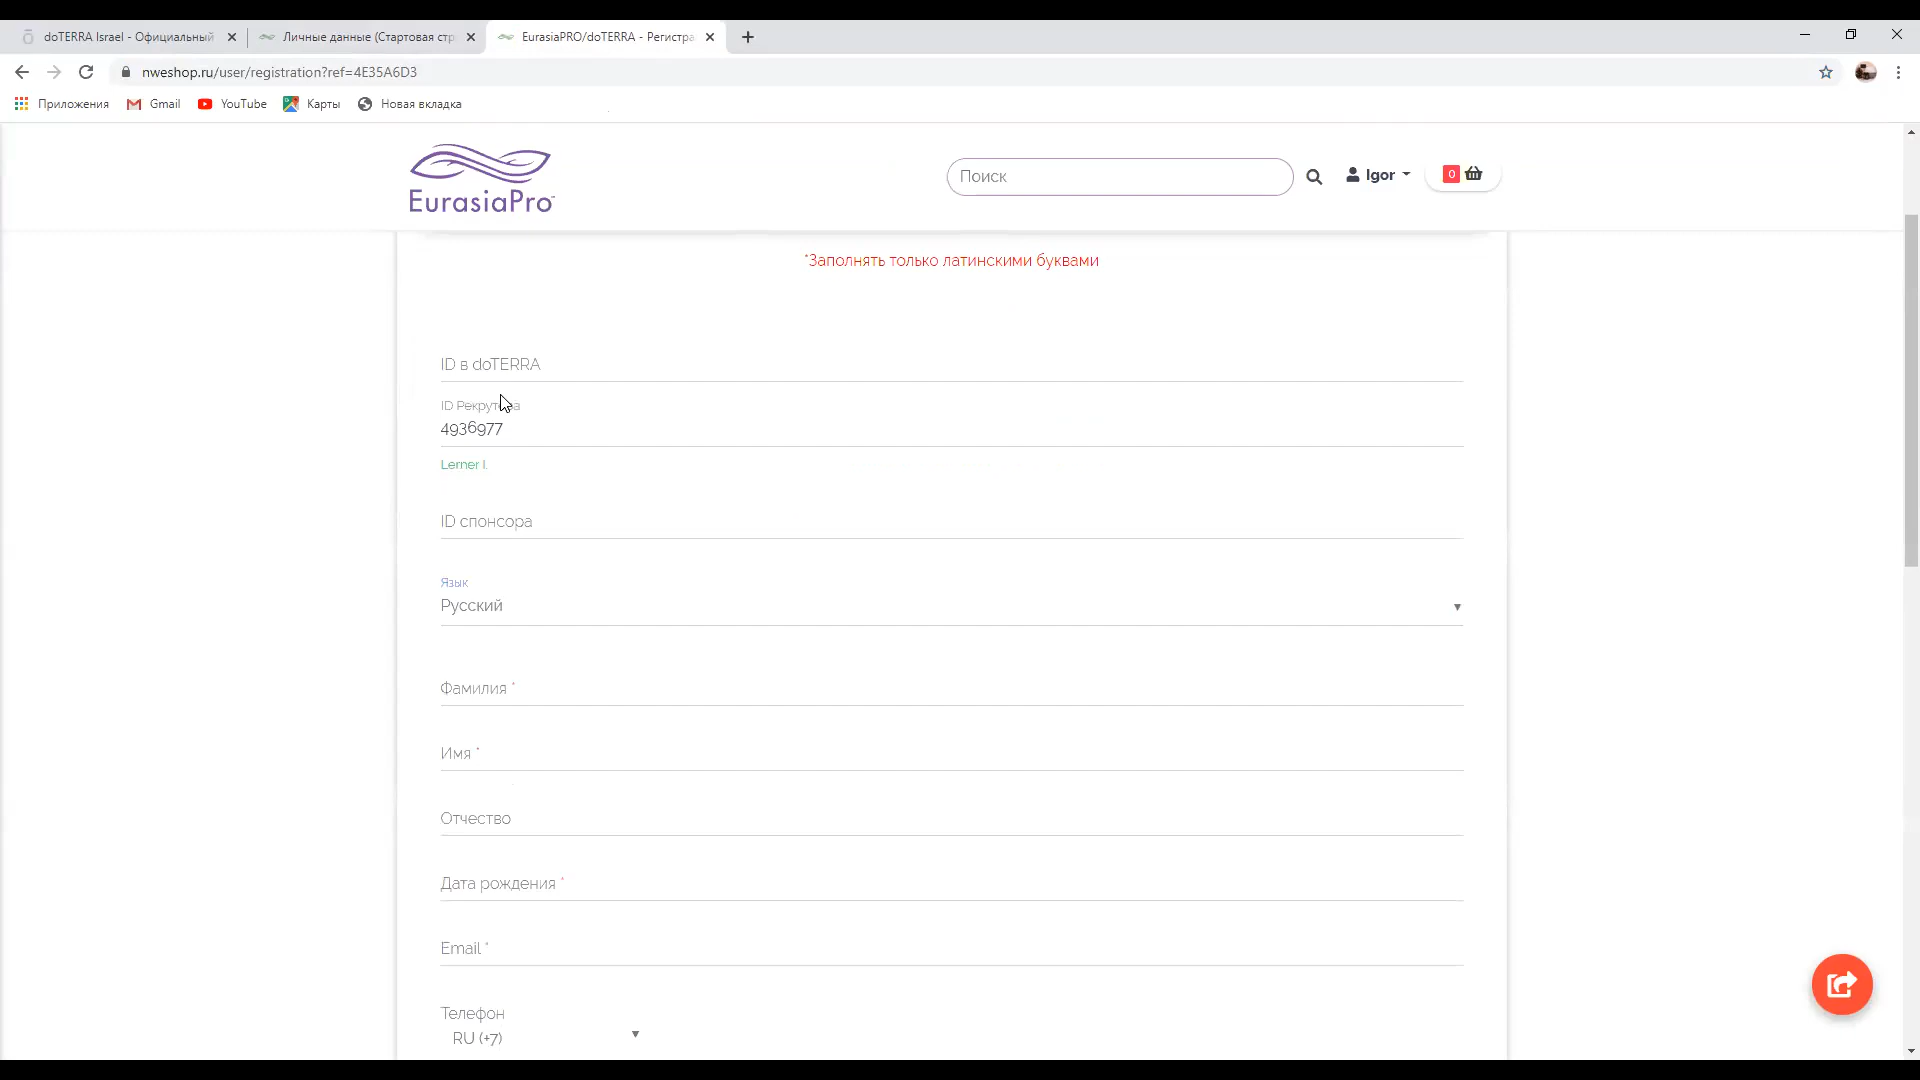 doTERRA Israel - Официальный
Личные данные (Стартовая стр
EurasiaPRO/doTERRA - Регистра
nweshop.ru/user/registration?ref=4E35A6D3
Приложения
Gmail
YouTube
Карты
Новая вкладка
EurasiaPro
Поиск
Igor
0
*Заполнять только латинскими буквами
ID в doTERRA
ID Рекрутера
4936977
Lerner I.
ID спонсора
Язык
Русский
Фамилия *
Имя *
Отчество
Дата рождения *
Email *
Телефон
RU (+7)